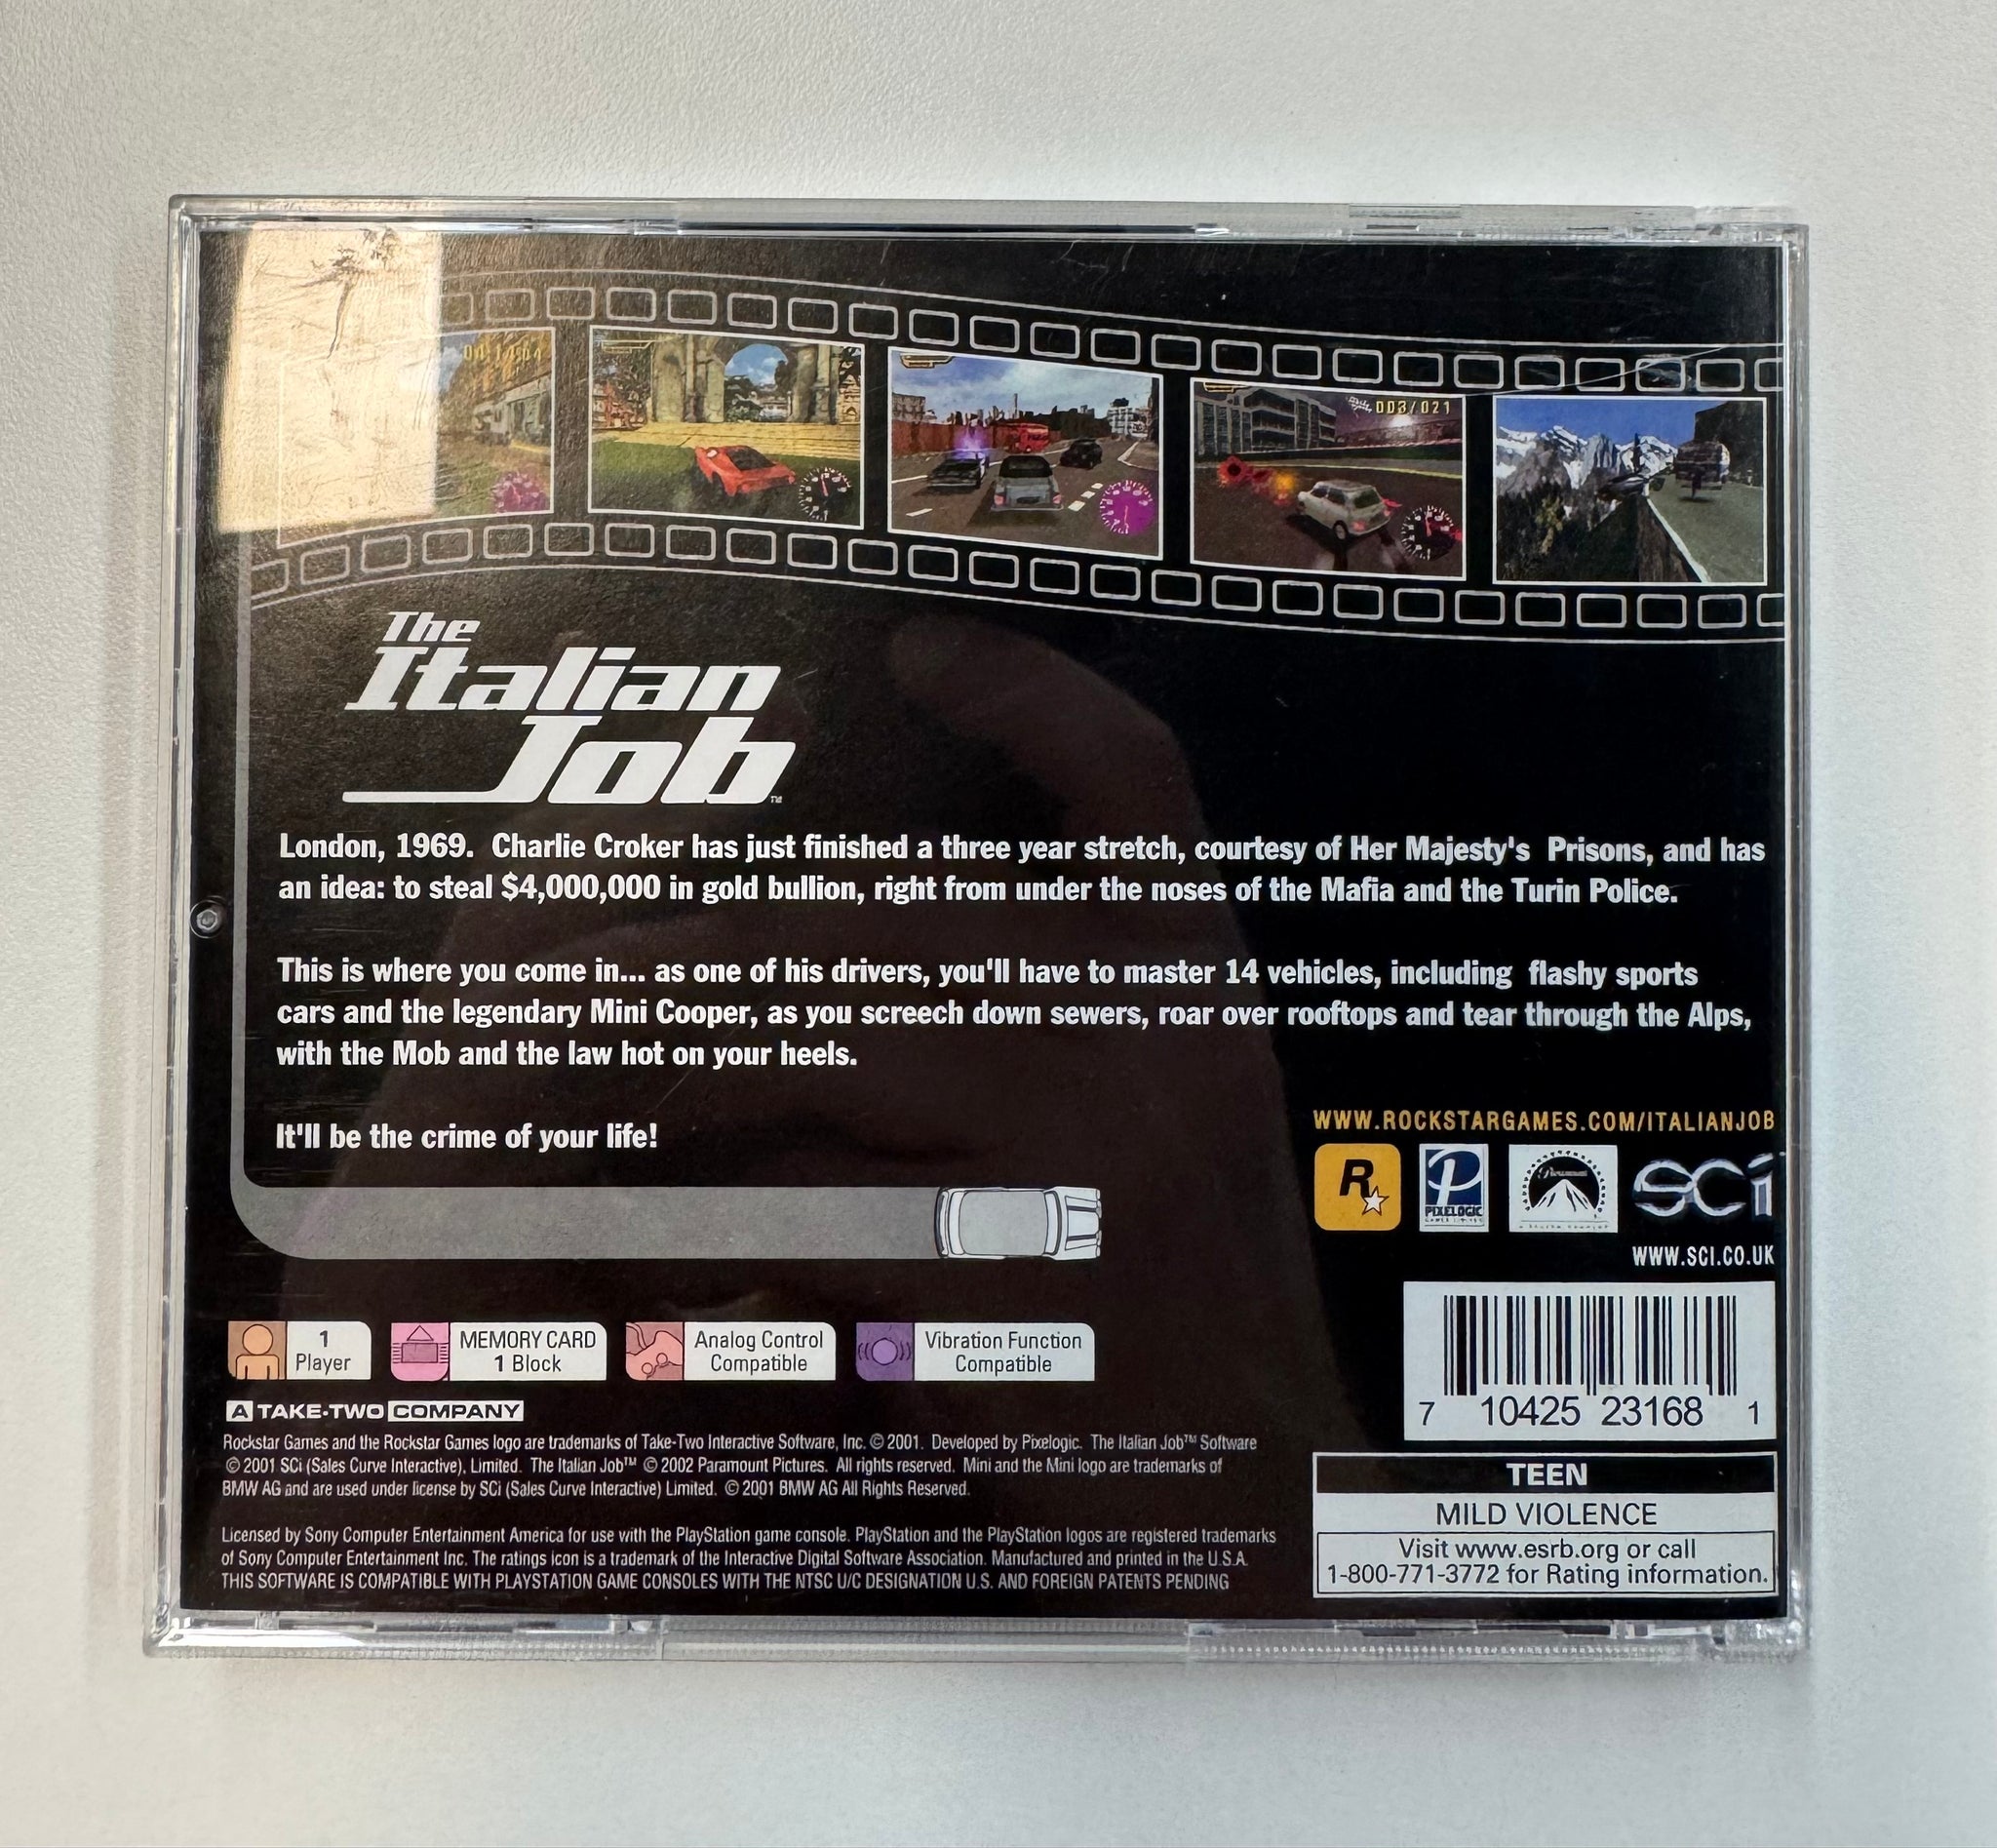 003/021
The
Italian
Job™
London, 1969.  Charlie Croker has just finished a three year stretch, courtesy of Her Majesty's  Prisons, and has
an idea: to steal $4,000,000 in gold bullion, right from under the noses of the Mafia and the Turin Police.
This is where you come in... as one of his drivers, you'll have to master 14 vehicles, including  flashy sports
cars and the legendary Mini Cooper, as you screech down sewers, roar over rooftops and tear through the Alps,
with the Mob and the law hot on your heels.
It'll be the crime of your life!
WWW.ROCKSTARGAMES.COM/ITALIANJOB
R
P
PIXELOGIC
GAMES LIMITED
Paramount
SCi
WWW.SCI.CO.UK
1
Player
MEMORY CARD
1 Block
Analog Control
Compatible
Vibration Function
Compatible
7 10425 23168 1
A TAKE-TWO COMPANY
Rockstar Games and the Rockstar Games logo are trademarks of Take-Two Interactive Software, Inc. © 2001.  Developed by Pixelogic.  The Italian Job™ Software
© 2001 SCi (Sales Curve Interactive), Limited.  The Italian Job™ © 2002 Paramount Pictures.  All rights reserved.  Mini and the Mini logo are trademarks of
BMW AG and are used under license by SCi (Sales Curve Interactive) Limited.  © 2001 BMW AG All Rights Reserved.
Licensed by Sony Computer Entertainment America for use with the PlayStation game console. PlayStation and the PlayStation logos are registered trademarks
of Sony Computer Entertainment Inc. The ratings icon is a trademark of the Interactive Digital Software Association. Manufactured and printed in the U.S.A.
THIS SOFTWARE IS COMPATIBLE WITH PLAYSTATION GAME CONSOLES WITH THE NTSC U/C DESIGNATION U.S. AND FOREIGN PATENTS PENDING
TEEN
MILD VIOLENCE
Visit www.esrb.org or call
1-800-771-3772 for Rating information.